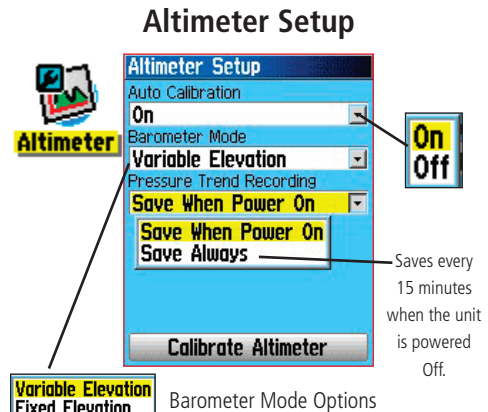 Altimeter Setup
Altimeter
Altimeter Setup
Auto Calibration
On
Barometer Mode
Variable Elevation
Pressure Trend Recording
Save When Power On
Save When Power On
Save Always
Calibrate Altimeter
On
Off
Saves every
15 minutes
when the unit
is powered
Off.
Variable Elevation
Fixed Elevation
Barometer Mode Options